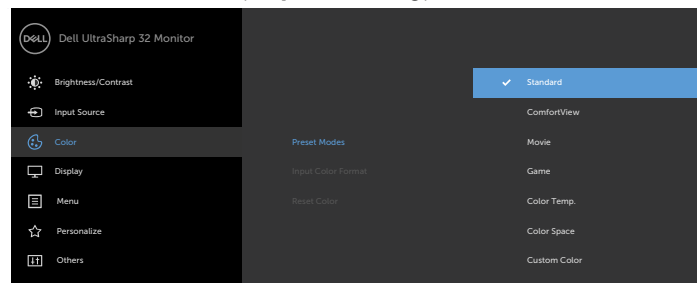 DELL
Dell UltraSharp 32 Monitor
Brightness/Contrast
Input Source
Color
Display
Menu
Personalize
Others
Preset Modes
Input Color Format
Reset Color
Standard
ComfortView
Movie
Game
Color Temp.
Color Space
Custom Color